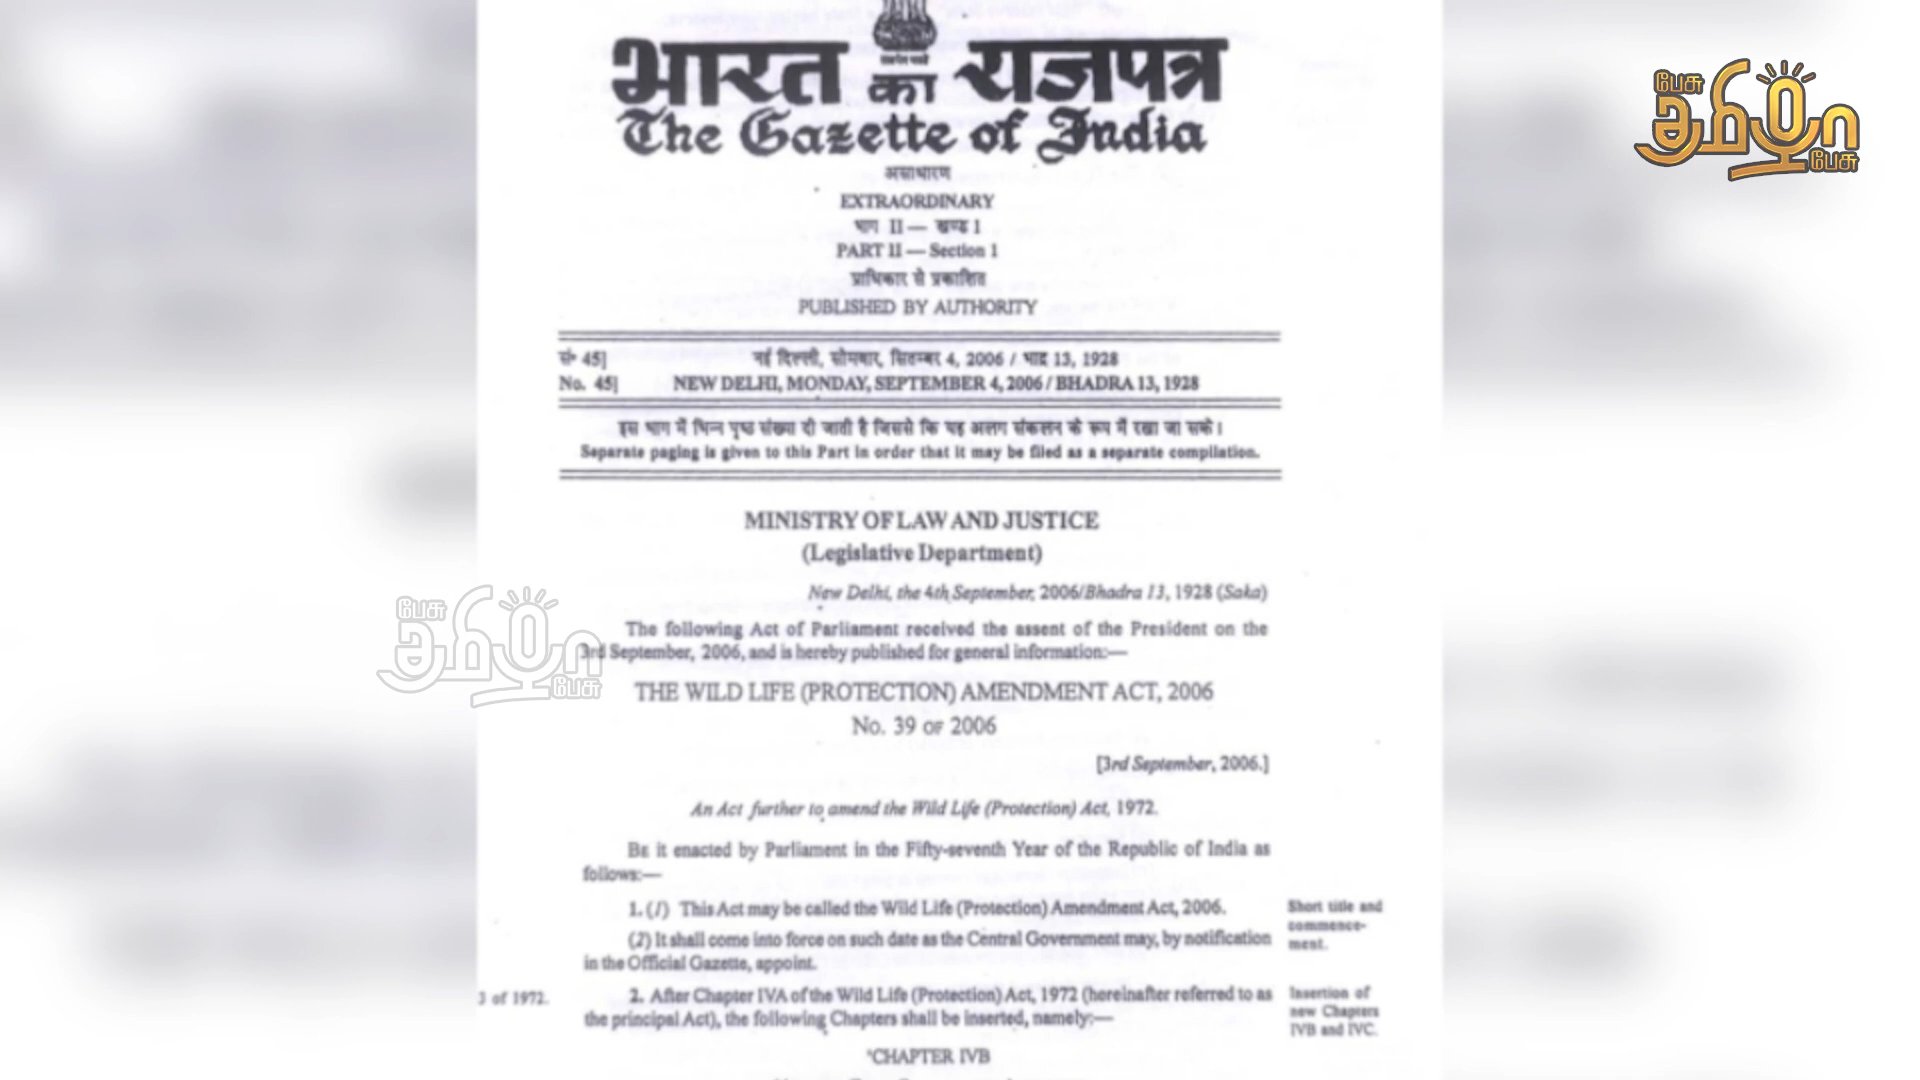 பேசு
தமிழா
பேசு
भारत का राजपत्र
The Gazette of India
असाधारण
EXTRAORDINARY
भाग II — खण्ड 1
PART II — Section 1
प्राधिकार से प्रकाशित
PUBLISHED BY AUTHORITY
सं॰ 45]
नई दिल्ली, सोमवार, सितम्बर 4, 2006 / भाद्र 13, 1928
No. 45]
NEW DELHI, MONDAY, SEPTEMBER 4, 2006 / BHADRA 13, 1928
इस भाग में भिन्न पृष्ठ संख्या दी जाती है जिससे कि यह अलग संकलन के रूप में रखा जा सके।
Separate paging is given to this Part in order that it may be filed as a separate compilation.
MINISTRY OF LAW AND JUSTICE
(Legislative Department)
New Delhi, the 4th September, 2006/Bhadra 13, 1928 (Saka)
The following Act of Parliament received the assent of the President on the
3rd September, 2006, and is hereby published for general information:—
பேசு
தமிழா
பேசு
THE WILD LIFE (PROTECTION) AMENDMENT ACT, 2006
No. 39 OF 2006
[3rd September, 2006.]
An Act further to amend the Wild Life (Protection) Act, 1972.
BE it enacted by Parliament in the Fifty-seventh Year of the Republic of India as
follows:—
1. (1) This Act may be called the Wild Life (Protection) Amendment Act, 2006.
Short title and
commence-
ment.
(2) It shall come into force on such date as the Central Government may, by notification
in the Official Gazette, appoint.
3 of 1972.
2. After Chapter IVA of the Wild Life (Protection) Act, 1972 (hereinafter referred to as
the principal Act), the following Chapters shall be inserted, namely:—
Insertion of
new Chapters
IVB and IVC.
'CHAPTER IVB